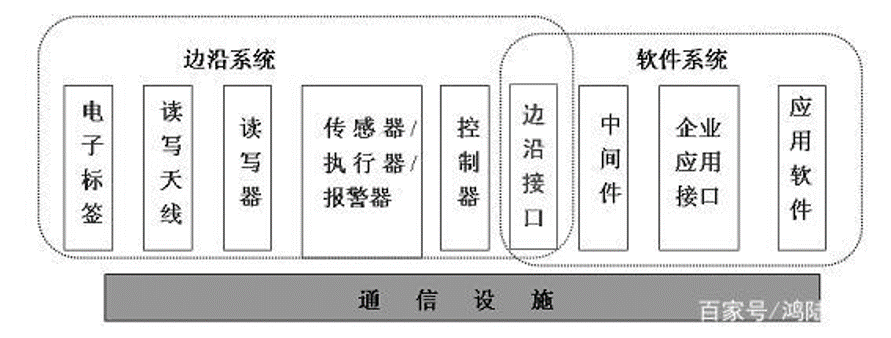 边沿系统
软件系统
电子标签
读写天线
读写器
传感器/
执行器/
报警器
控制器
边沿接口
中间件
企业
应用
接口
应用软件
通信设施
百家号/鸿陆